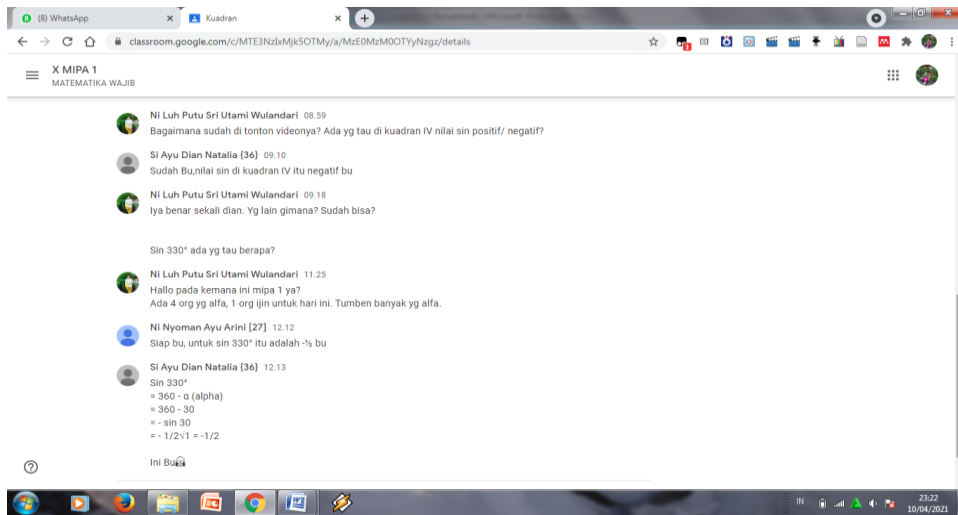 (8) WhatsApp
Kuadran
classroom.google.com/c/MTE3NzIxMjk5OTMy/a/MzE0MzM0OTYyNzgz/details
X MIPA 1
MATEMATIKA WAJIB
Ni Luh Putu Sri Utami Wulandari 08.59
Bagaimana sudah di tonton videonya? Ada yg tau di kuadran IV nilai sin positif/ negatif?
Si Ayu Dian Natalia {36} 09.10
Sudah Bu,nilai sin di kuadran IV itu negatif bu
Ni Luh Putu Sri Utami Wulandari 09.18
Iya benar sekali dian. Yg lain gimana? Sudah bisa?
Sin 330° ada yg tau berapa?
Ni Luh Putu Sri Utami Wulandari 11.25
Hallo pada kemana ini mipa 1 ya?
Ada 4 org yg alfa, 1 org ijin untuk hari ini. Tumben banyak yg alfa.
Ni Nyoman Ayu Arini [27] 12.12
Siap bu, untuk sin 330° itu adalah -½ bu
Si Ayu Dian Natalia {36} 12.13
Sin 330°
= 360 - α (alpha)
= 360 - 30
= - sin 30
= - 1/2√1 = -1/2
Ini Bu
IN
23:22
10/04/2021